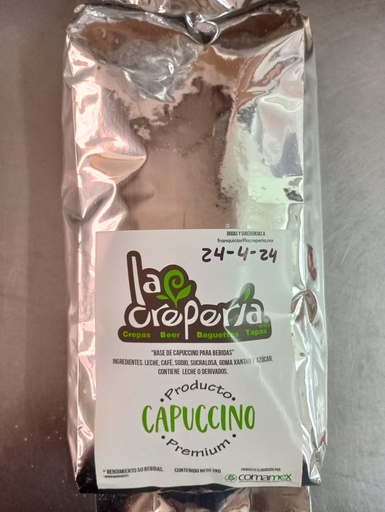 DUDAS Y SUGERENCIAS A
franquicias@lacreperia.mx
24-4-24
la
creperia
Crepas Beer Baguettes Tapas
"BASE DE CAPUCCINO PARA BEBIDAS"
INGREDIENTES: LECHE, CAFÉ, SODIO, SUCRALOSA, GOMA XANTAN Y AZÚCAR.
CONTIENE LECHE O DERIVADOS.
Producto
CAPUCCINO
Premium
* RENDIMIENTO 50 BEBIDAS.
CONTENIDO NETO
PRODUCTO ELABORADO POR
comamex